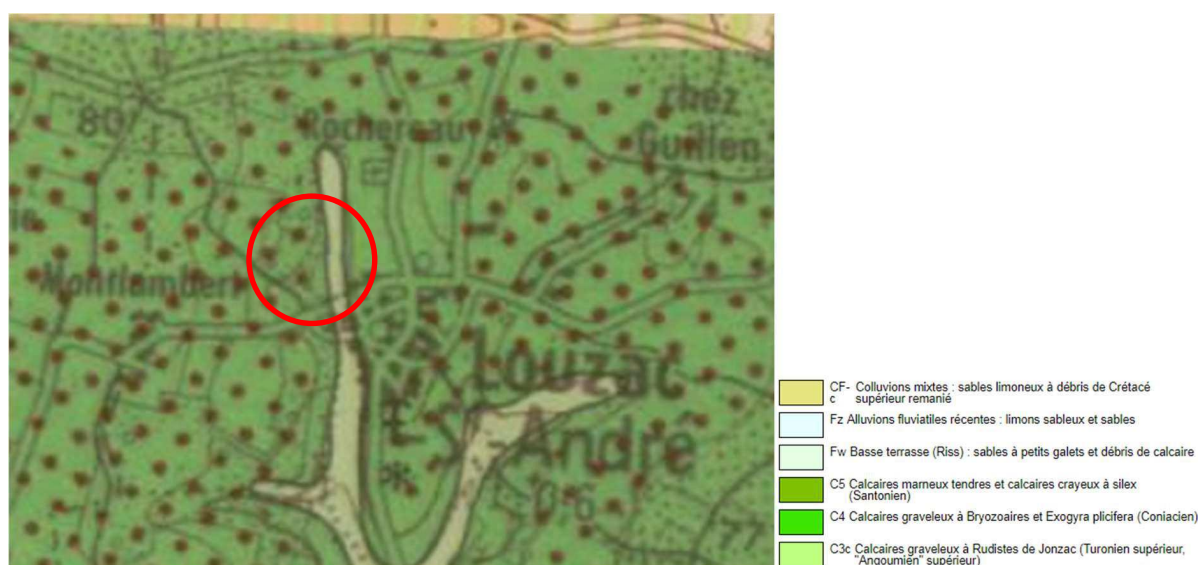 80
Rochereau
chez
Guillen
Montlambert
Louzac
André
CF- Colluvions mixtes : sables limoneux à débris de Crétacé
c supérieur remanié
Fz Alluvions fluviatiles récentes : limons sableux et sables
Fw Basse terrasse (Riss) : sables à petits galets et débris de calcaire
C5 Calcaires marneux tendres et calcaires crayeux à silex
(Santonien)
C4 Calcaires graveleux à Bryozoaires et Exogyra plicifera (Coniacien)
C3c Calcaires graveleux à Rudistes de Jonzac (Turonien supérieur,
"Angoumien" supérieur)